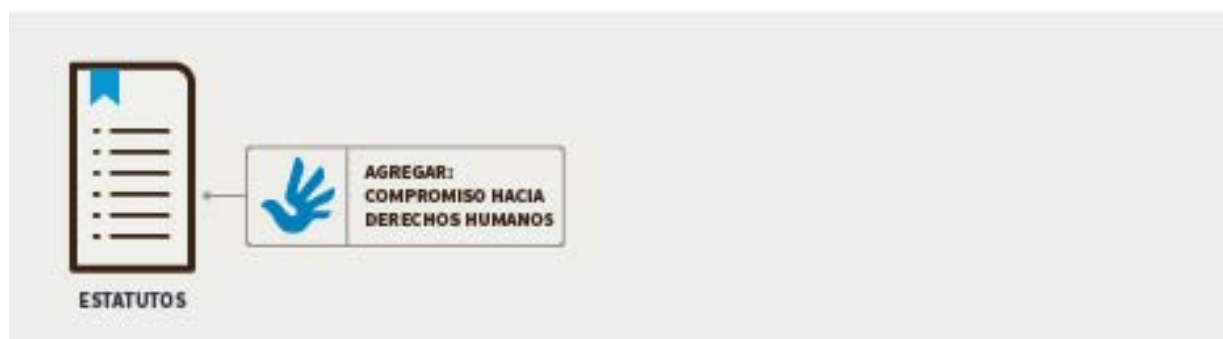 AGREGAR:
COMPROMISO HACIA
DERECHOS HUMANOS
ESTATUTOS